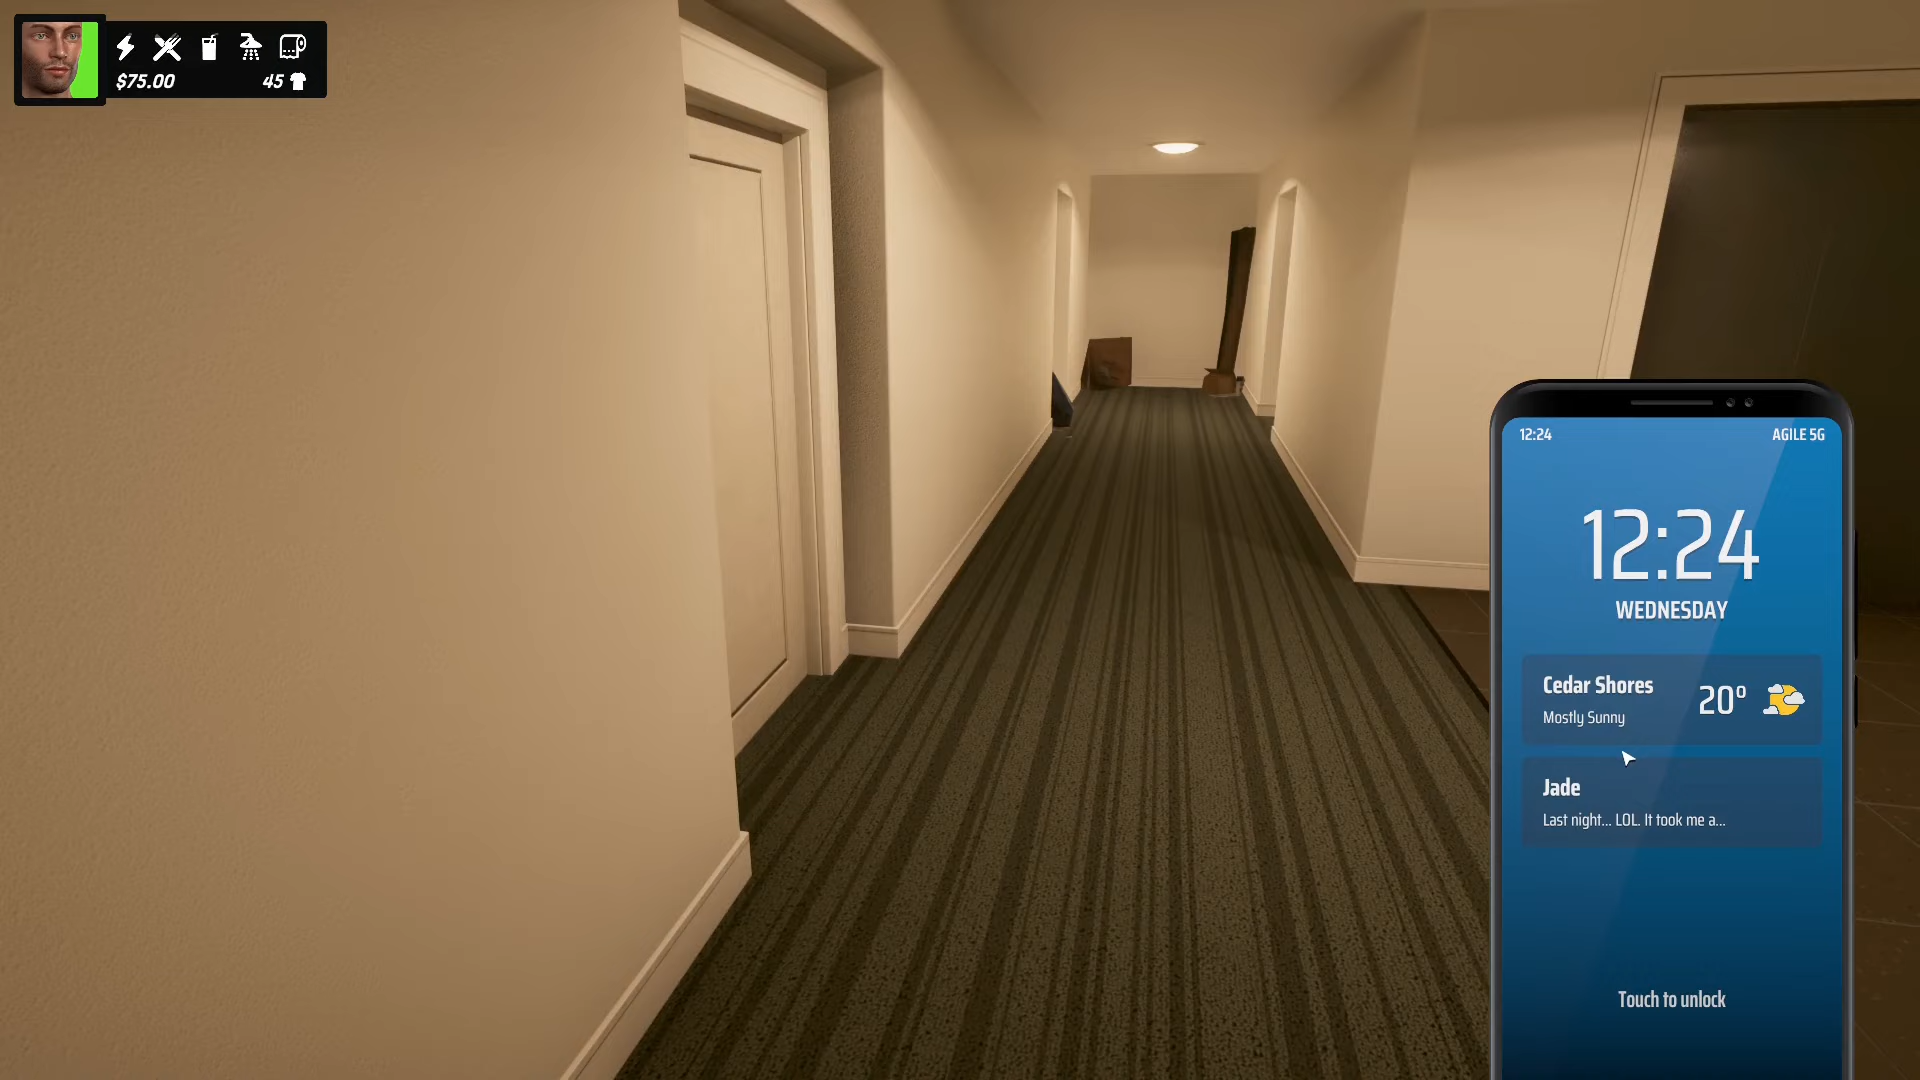 $75.00 45
12:24 AGILE 5G
12:24
WEDNESDAY
Cedar Shores
20°
Mostly Sunny
Jade
Last night... LOL. It took me a...
Touch to unlock